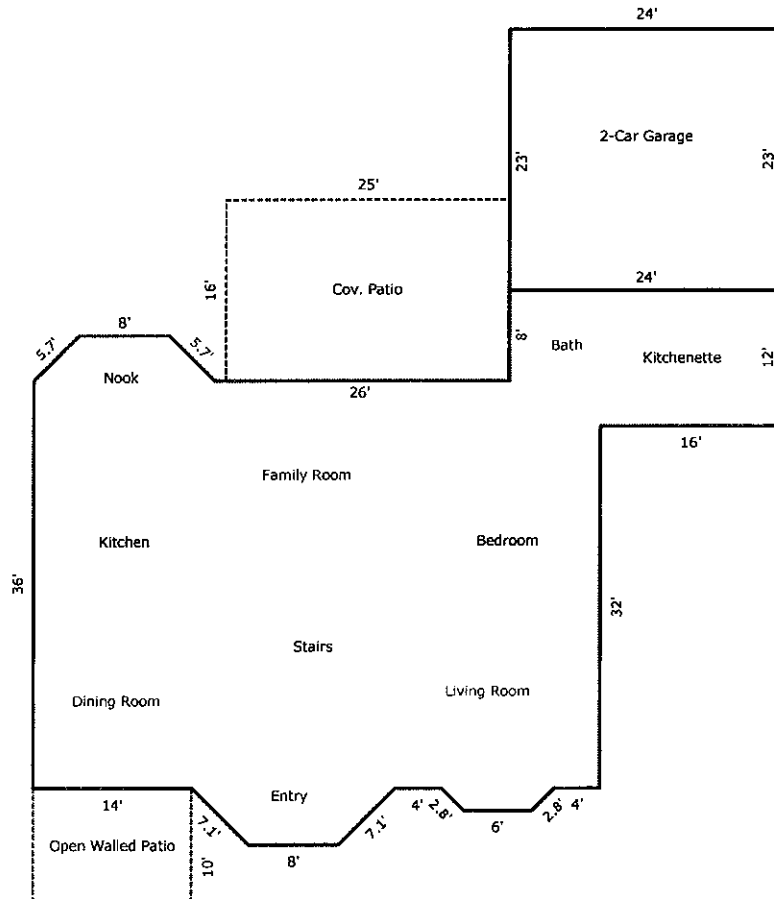 24'
2-Car Garage
23'
23'
25'
24'
16'
Cov. Patio
8'
5.7'
5.7'
8'
Bath
Kitchenette
12'
Nook
26'
16'
Family Room
Kitchen
Bedroom
36'
32'
Stairs
Dining Room
Living Room
14'
Entry
7.1'
7.1'
4'
2.8'
6'
2.8'
4'
Open Walled Patio
10'
8'